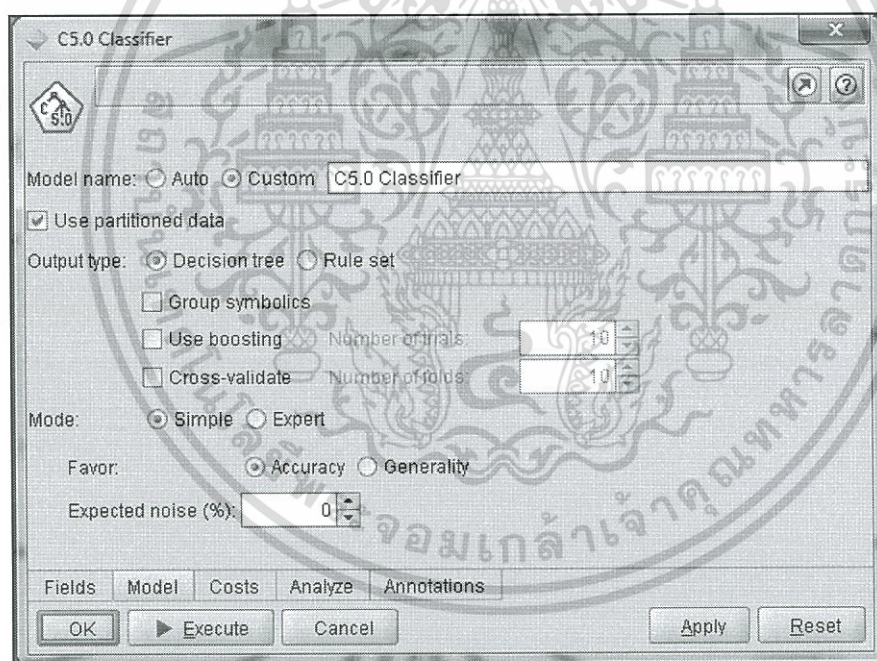 C5.0 Classifier
Model name: Auto Custom C5.0 Classifier
Use partitioned data
Output type: Decision tree Rule set
Group symbolics
Use boosting Number of trials: 10
Cross-validate Number of folds: 10
Mode: Simple Expert
Favor: Accuracy Generality
Expected noise (%): 0
Fields Model Costs Analyze Annotations
OK Execute Cancel Apply Reset